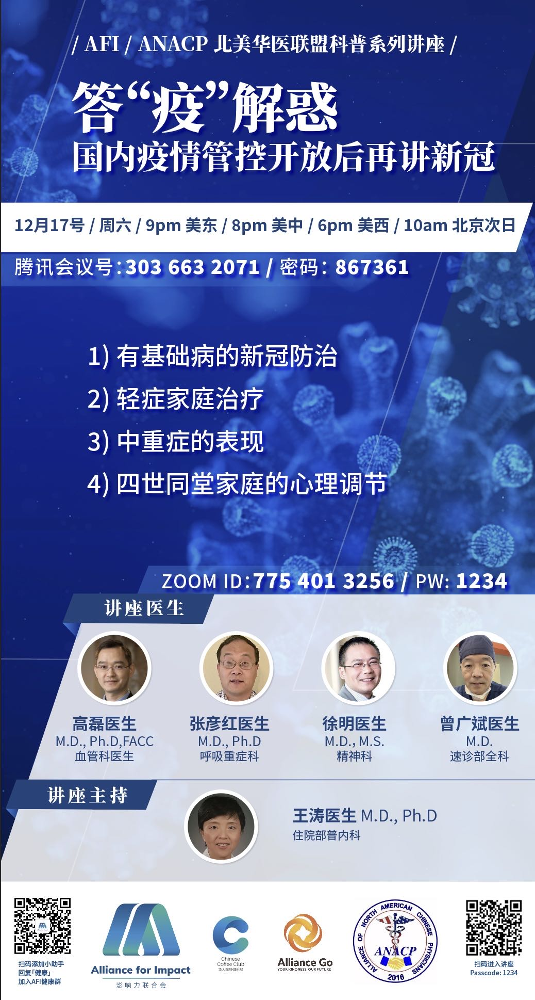 / AFI / ANACP 北美华医联盟科普系列讲座 /
答“疫”解惑
国内疫情管控开放后再讲新冠
12月17号 / 周六 / 9pm 美东 / 8pm 美中 / 6pm 美西 / 10am 北京次日
腾讯会议号：303 663 2071 / 密码：867361
1) 有基础病的新冠防治
2) 轻症家庭治疗
3) 中重症的表现
4) 四世同堂家庭的心理调节
ZOOM ID：775 401 3256 / PW: 1234
讲座医生
高磊医生
M.D., Ph.D,FACC
血管科医生
张彦红医生
M.D., Ph.D
呼吸重症科
徐明医生
M.D., M.S.
精神科
曾广斌医生
M.D.
速诊部全科
讲座主持
王涛医生 M.D., Ph.D
住院部普内科
扫码添加小助手
回复「健康」
加入AFI健康群
Alliance for Impact
影响力联合会
Chinese
Coffee Club
华人咖啡俱乐部
Alliance Go
YOUR KINDNESS. OUR FUTURE
ALLIANCE OF NORTH AMERICAN CHINESE PHYSICIANS
ANACP
2016
扫码进入讲座
Passcode: 1234